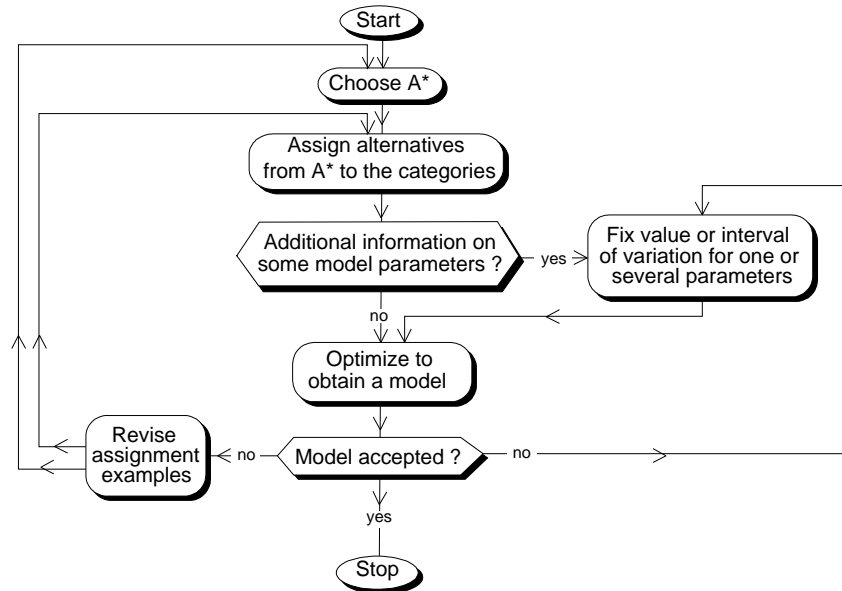 Start
Choose A*
Assign alternatives
from A* to the categories
Additional information on
some model parameters ?
yes
Fix value or interval
of variation for one or
several parameters
no
Optimize to
obtain a model
Revise
assignment
examples
no
Model accepted ?
no
yes
Stop